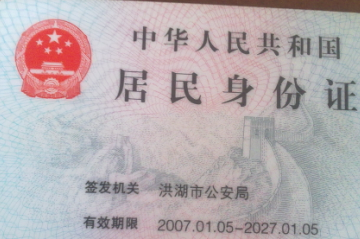 中华人民共和国
居民身份证
签发机关 洪湖市公安局
有效期限 2007.01.05-2027.01.05